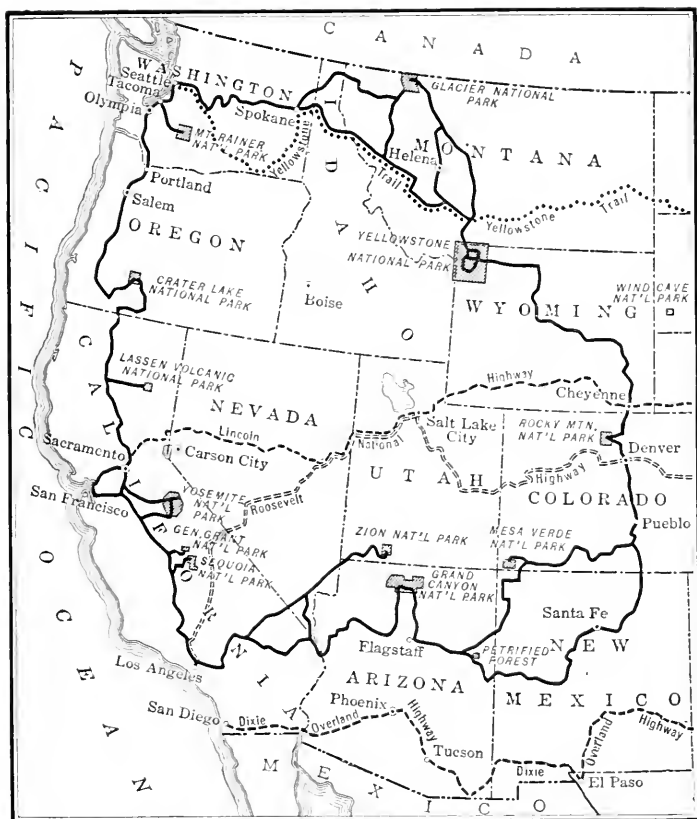 CANADA
PACIFIC OCEAN
WASHINGTON
Seattle
Tacoma
Olympia
Spokane
MT. RAINER
NAT'L PARK
Yellowstone
Trail
GLACIER NATIONAL
PARK
MONTANA
Helena
IDAHO
Yellowstone Trail
Portland
Salem
OREGON
CRATER LAKE
NATIONAL PARK
Boise
YELLOWSTONE
NATIONAL PARK
WYOMING
WIND CAVE
NAT'L PARK
CALIFORNIA
LASSEN VOLCANIC
NATIONAL PARK
NEVADA
Highway
Cheyenne
Lincoln
Sacramento
Carson City
National
Salt Lake
City
ROCKY MTN.
NAT'L PARK
Denver
UTAH
Highway
COLORADO
San Francisco
YOSEMITE
NAT'L
PARK
Roosevelt
Pueblo
GEN. GRANT
NAT'L PARK
SEQUOIA
NAT'L PARK
ZION NAT'L PARK
MESA VERDE
NAT'L PARK
GRAND
CANYON
NAT'L PARK
Santa Fe
NEW
MEXICO
Flagstaff
PETRIFIED
FOREST
Los Angeles
ARIZONA
Phoenix
San Diego
Dixie
Overland
Highway
Tucson
Dixie
Overland
Highway
El Paso
MEXICO